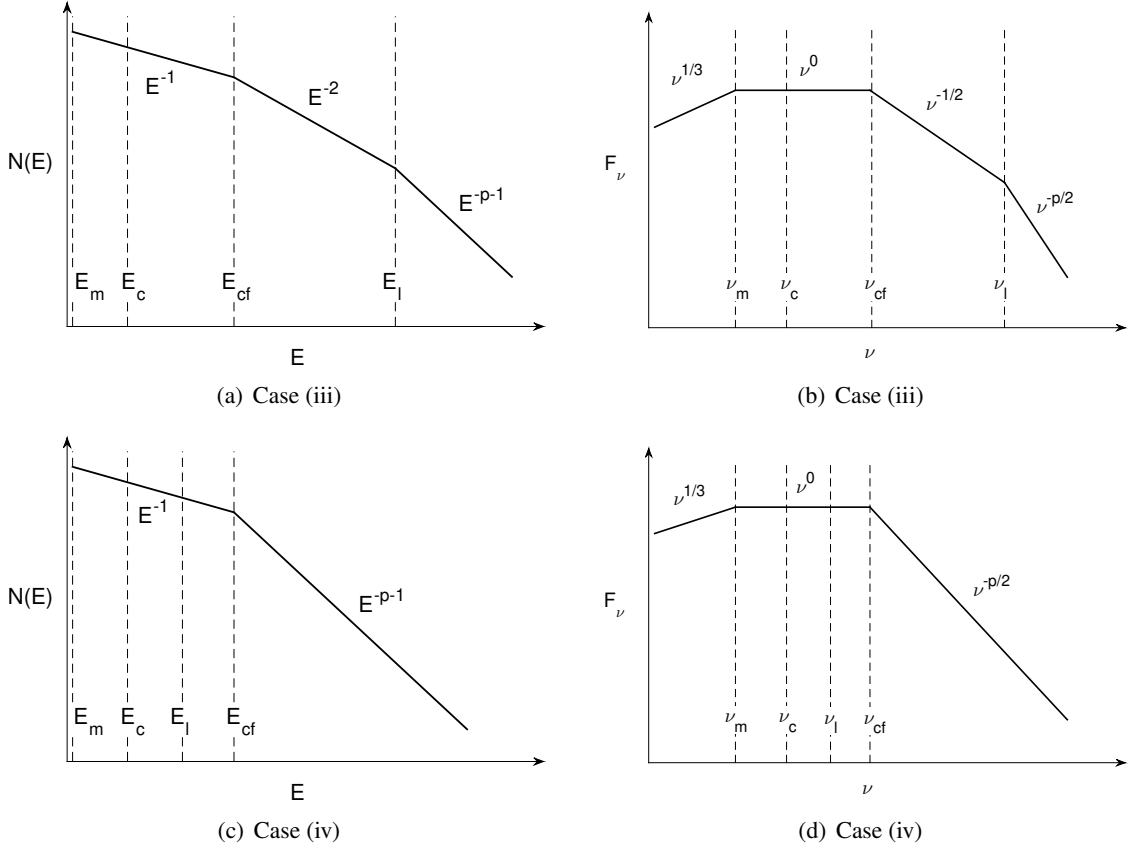 N(E)
E^-1
E^-2
E^-p-1
E_m E_c E_cf E_l
E
(a) Case (iii)
F_ν
ν^1/3
ν^0
ν^-1/2
ν^-p/2
ν_m ν_c ν_cf ν_l
ν
(b) Case (iii)
N(E)
E^-1
E^-p-1
E_m E_c E_l E_cf
E
(c) Case (iv)
F_ν
ν^1/3
ν^0
ν^-p/2
ν_m ν_c ν_l ν_cf
ν
(d) Case (iv)